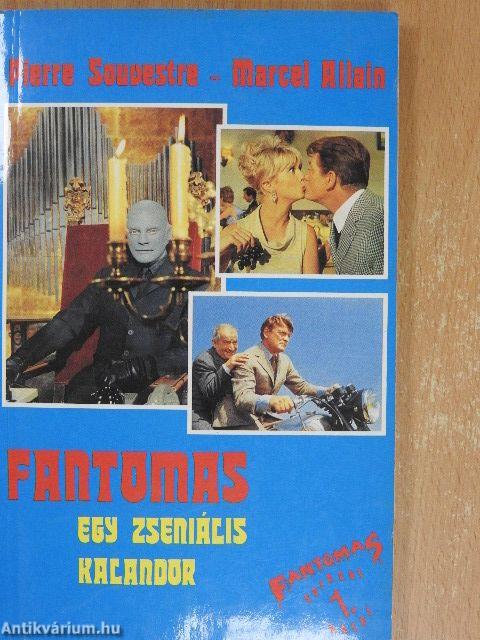 Pierre Souvestre - Marcel Allain
FANTOMAS
EGY ZSENIÁLIS
KALANDOR
FANTOMAS
1.
Antikvárium.hu